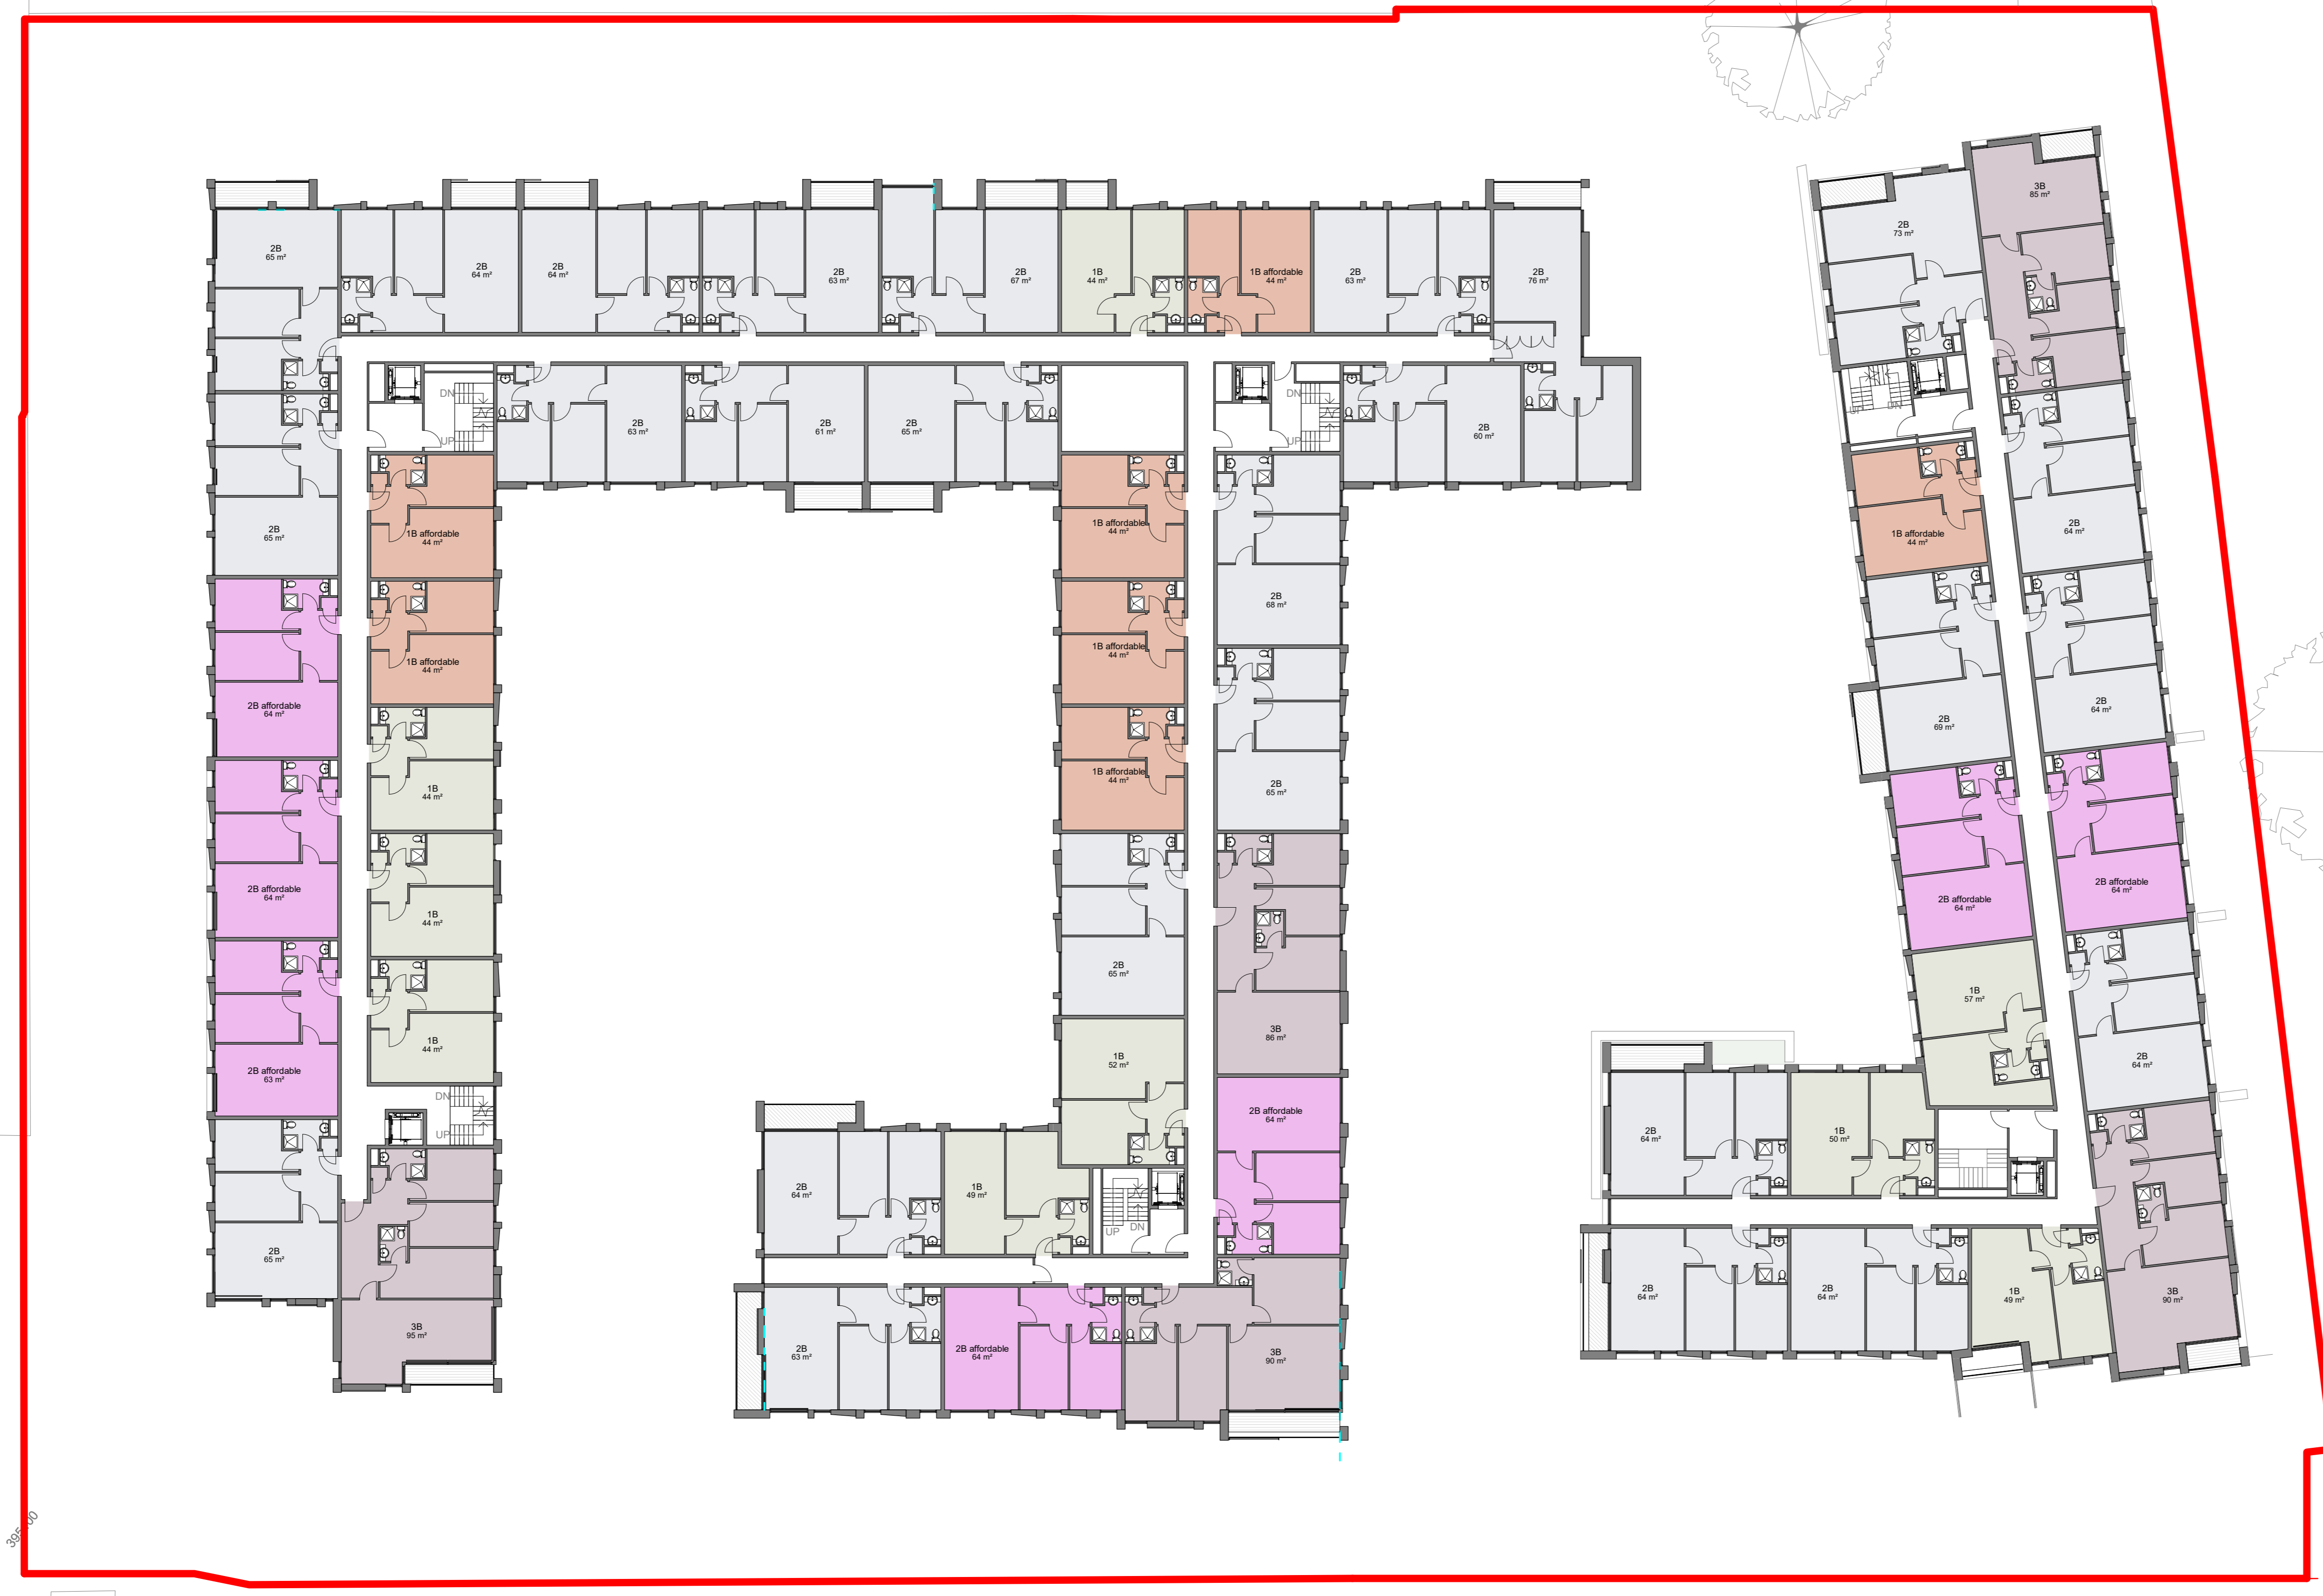 2B
65 m²
2B
64 m²
2B
64 m²
2B
63 m²
2B
67 m²
1B
44 m²
1B affordable
44 m²
2B
63 m²
2B
76 m²
DN
UP
2B
63 m²
2B
61 m²
2B
65 m²
DN
UP
2B
60 m²
2B
65 m²
2B affordable
64 m²
2B affordable
64 m²
2B affordable
63 m²
2B
65 m²
1B affordable
44 m²
1B affordable
44 m²
1B
44 m²
1B
44 m²
1B
44 m²
DN
UP
3B
95 m²
1B affordable
44 m²
1B affordable
44 m²
1B affordable
44 m²
2B
65 m²
1B
52 m²
2B
68 m²
2B
65 m²
3B
86 m²
2B affordable
64 m²
2B
64 m²
1B
49 m²
UP
DN
2B
63 m²
2B affordable
64 m²
3B
90 m²
2B
73 m²
3B
85 m²
UP
DN
1B affordable
44 m²
2B
64 m²
2B
69 m²
2B
64 m²
2B affordable
64 m²
2B affordable
64 m²
1B
57 m²
2B
64 m²
2B
64 m²
1B
50 m²
2B
64 m²
2B
64 m²
1B
49 m²
3B
90 m²